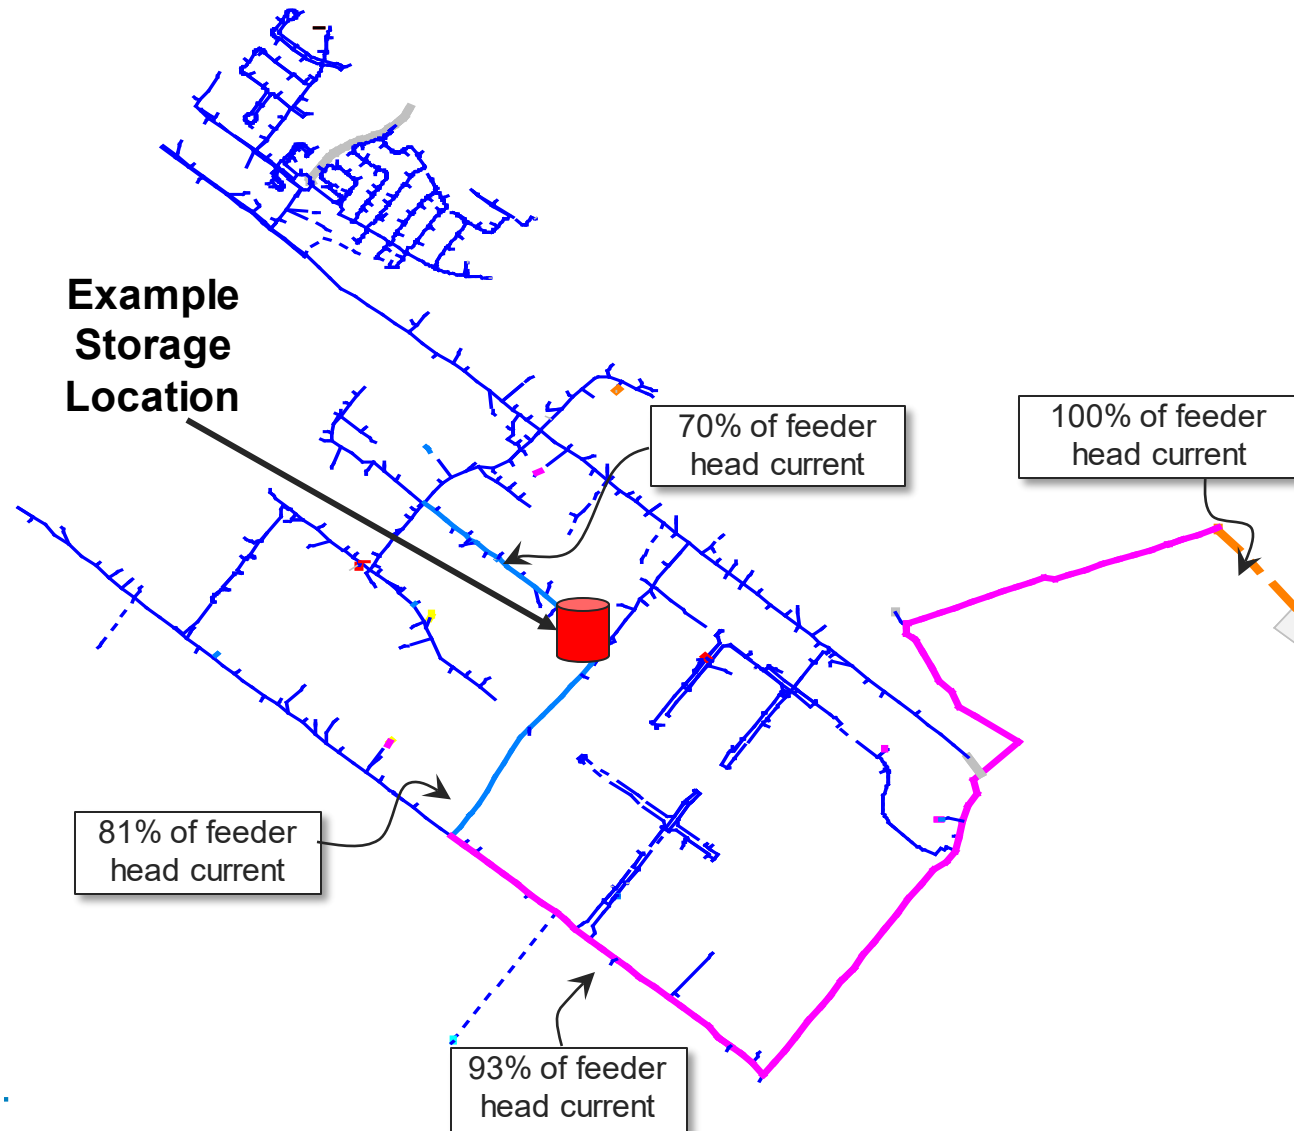 Example
Storage
Location
70% of feeder
head current
100% of feeder
head current
81% of feeder
head current
93% of feeder
head current